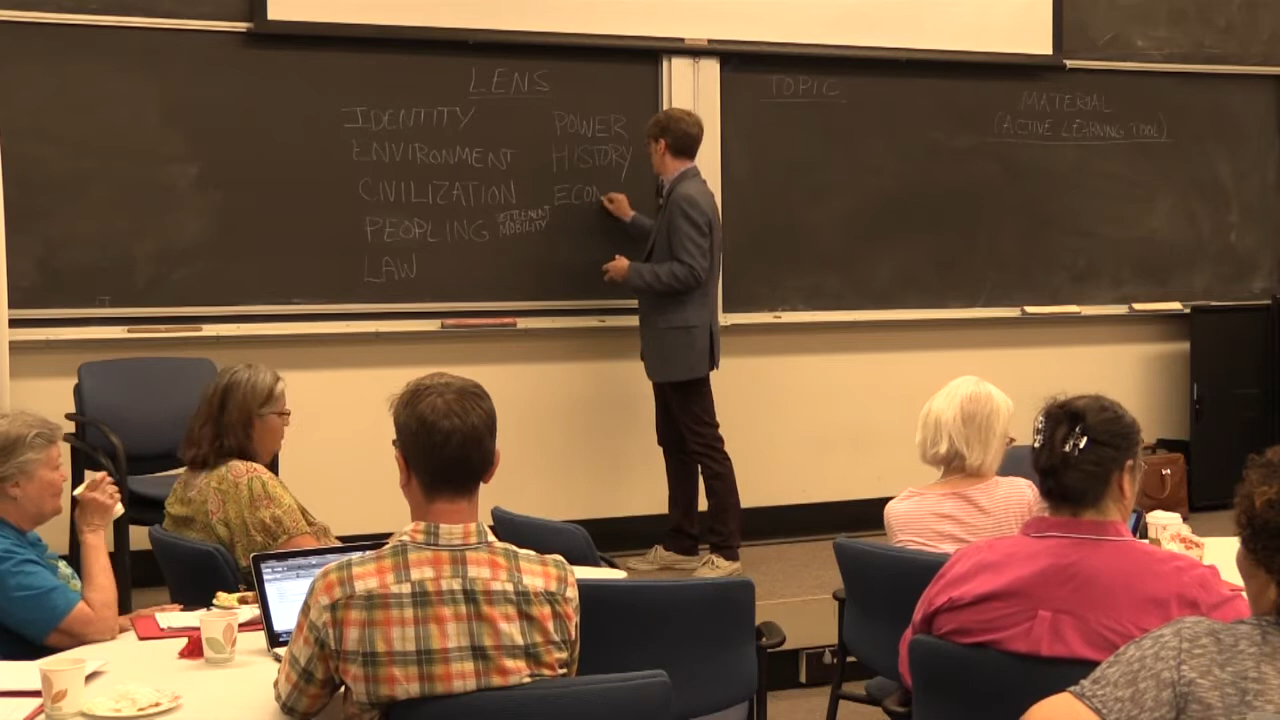 LENS
IDENTITY
ENVIRONMENT
CIVILIZATION
PEOPLING SETTLEMENT
MOBILITY
LAW
POWER
HISTORY
ECON
TOPIC
MATERIAL
(ACTIVE LEARNING TOOL)